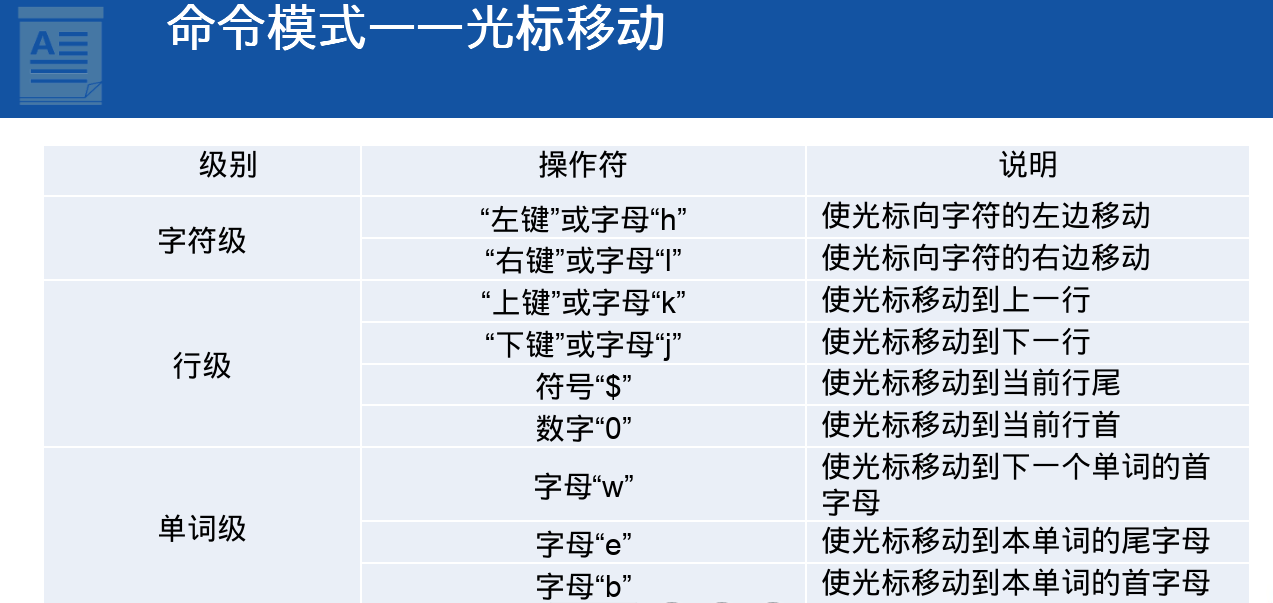 命令模式——光标移动
A
级别 操作符 说明
字符级
“左键”或字母“h” 使光标向字符的左边移动
“右键”或字母“l” 使光标向字符的右边移动
行级
“上键”或字母“k” 使光标移动到上一行
“下键”或字母“j” 使光标移动到下一行
符号“$” 使光标移动到当前行尾
数字“0” 使光标移动到当前行首
单词级
字母“w” 使光标移动到下一个单词的首
字母
字母“e” 使光标移动到本单词的尾字母
字母“b” 使光标移动到本单词的首字母